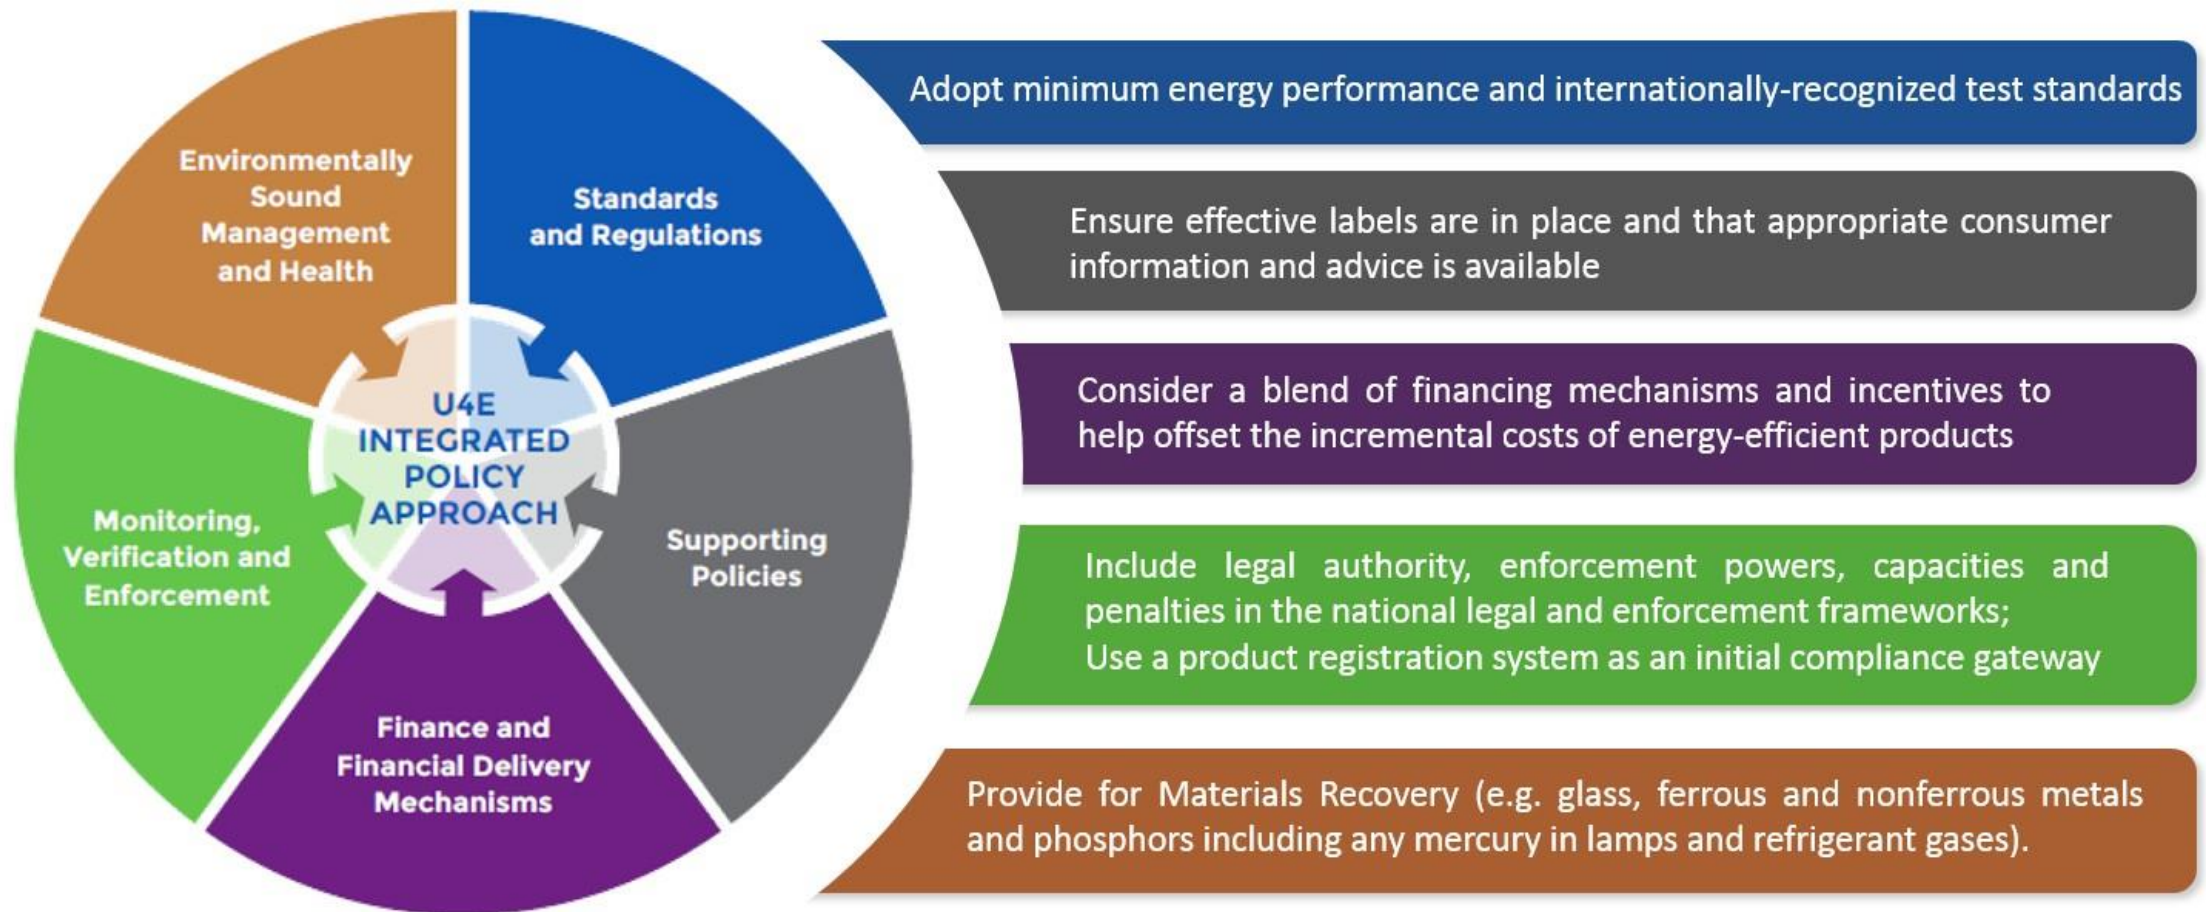 Environmentally
Sound
Management
and Health
Standards
and Regulations
Supporting
Policies
Finance and
Financial Delivery
Mechanisms
Monitoring,
Verification and
Enforcement
U4E
INTEGRATED
POLICY
APPROACH
Adopt minimum energy performance and internationally-recognized test standards
Ensure effective labels are in place and that appropriate consumer
information and advice is available
Consider a blend of financing mechanisms and incentives to
help offset the incremental costs of energy-efficient products
Include legal authority, enforcement powers, capacities and
penalties in the national legal and enforcement frameworks;
Use a product registration system as an initial compliance gateway
Provide for Materials Recovery (e.g. glass, ferrous and nonferrous metals
and phosphors including any mercury in lamps and refrigerant gases).